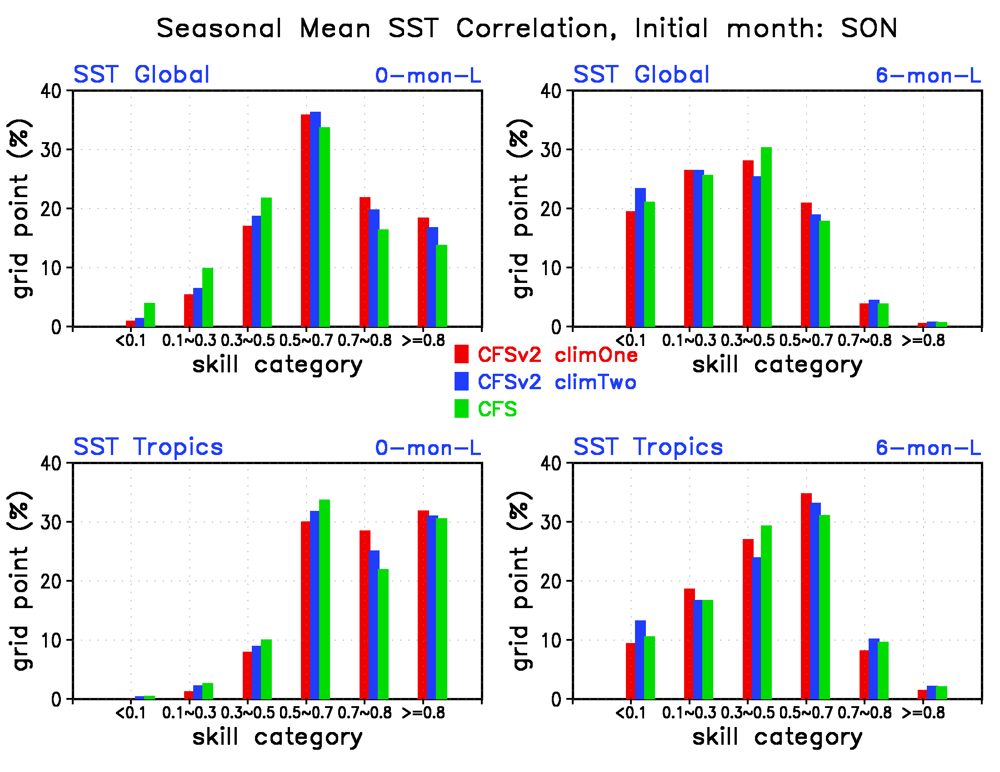 Seasonal Mean SST Correlation, Initial month: SON
SST Global 0-mon-L
grid point (%)
40
30
20
10
0
<0.1 0.1~0.3 0.3~0.5 0.5~0.7 0.7~0.8 >=0.8
skill category
SST Global 6-mon-L
grid point (%)
40
30
20
10
0
<0.1 0.1~0.3 0.3~0.5 0.5~0.7 0.7~0.8 >=0.8
skill category
CFSv2 climOne
CFSv2 climTwo
CFS
SST Tropics 0-mon-L
grid point (%)
40
30
20
10
0
<0.1 0.1~0.3 0.3~0.5 0.5~0.7 0.7~0.8 >=0.8
skill category
SST Tropics 6-mon-L
grid point (%)
40
30
20
10
0
<0.1 0.1~0.3 0.3~0.5 0.5~0.7 0.7~0.8 >=0.8
skill category